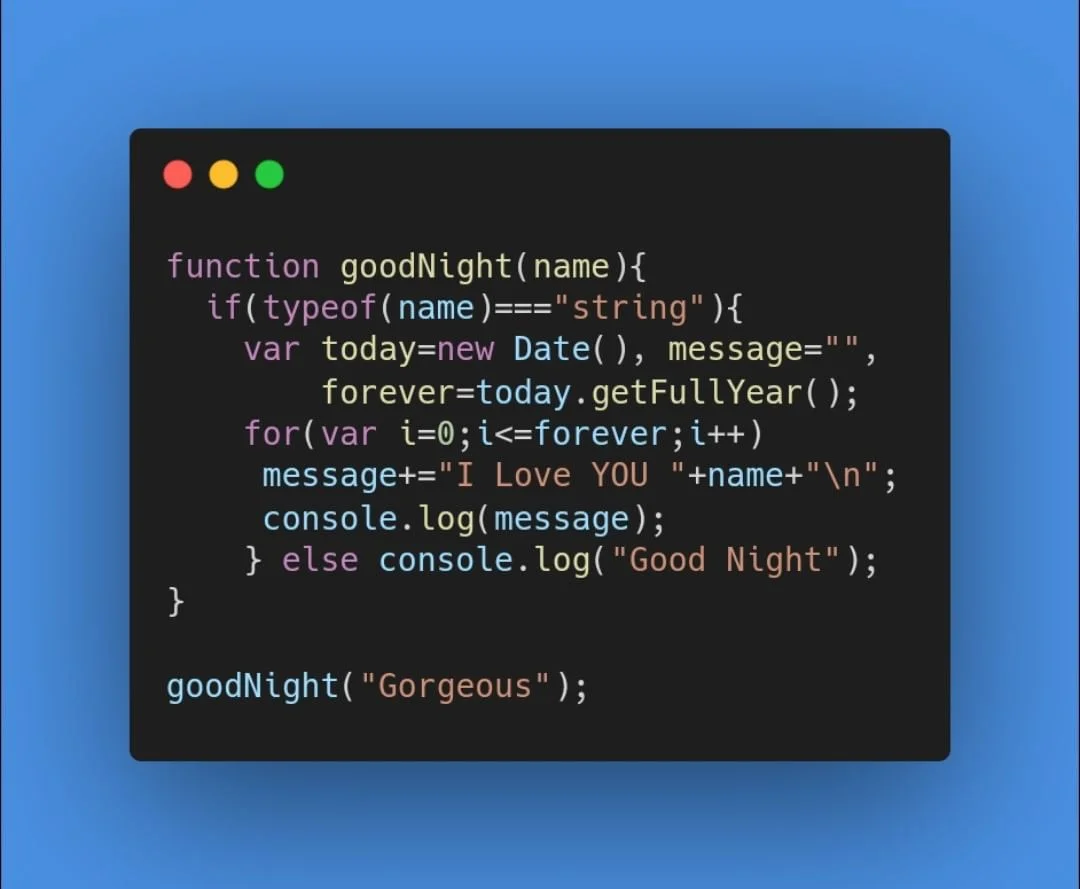 function goodNight(name){
  if(typeof(name)==="string"){
    var today=new Date(), message="",
        forever=today.getFullYear();
    for(var i=0;i<=forever;i++)
     message+="I Love YOU "+name+"\n";
     console.log(message);
    } else console.log("Good Night");
}

goodNight("Gorgeous");